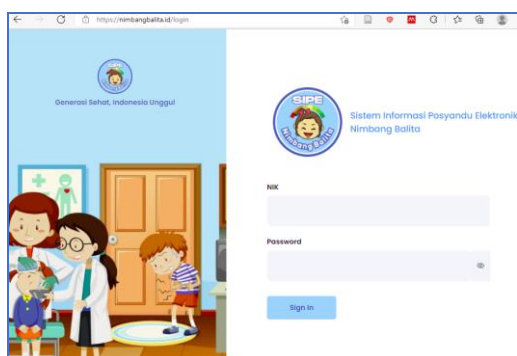 https://nimbangbalita.id/login
Generasi Sehat, Indonesia Unggul
SIPE
Nimbang Balita
Sistem Informasi Posyandu Elektronik
Nimbang Balita
NIK
Password
Sign In